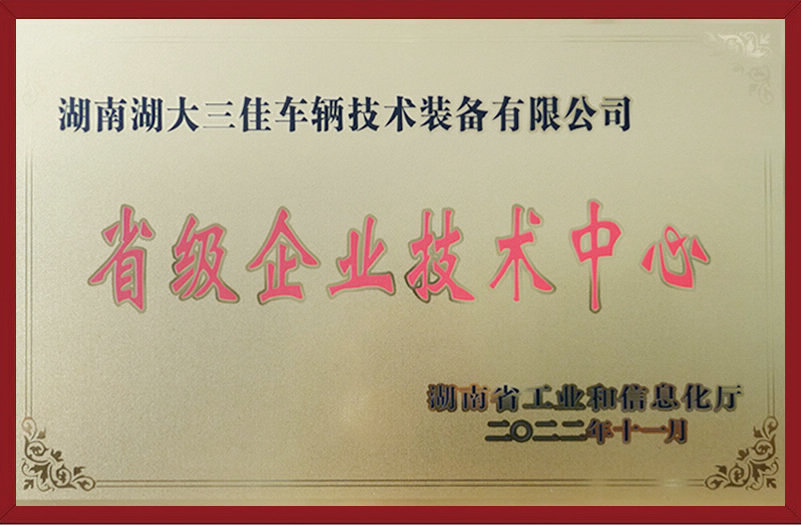 湖南湖大三佳车辆技术装备有限公司
省级企业技术中心
湖南省工业和信息化厅
二〇二二年十一月